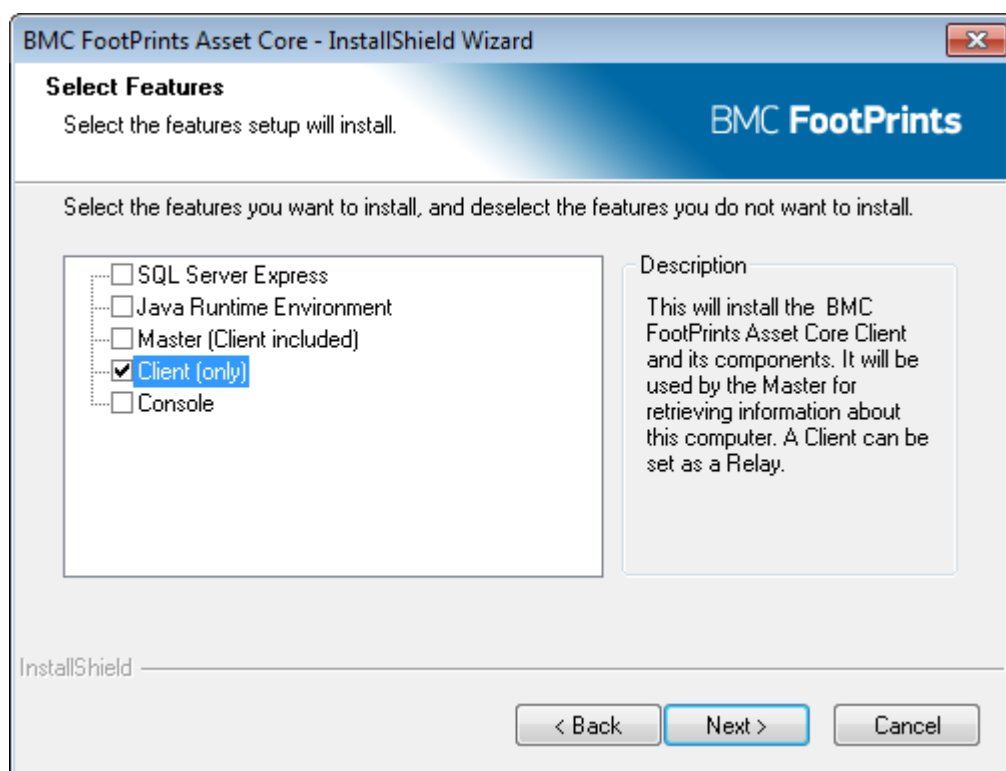 BMC FootPrints Asset Core - InstallShield Wizard
Select Features
Select the features setup will install.
BMC FootPrints
Select the features you want to install, and deselect the features you do not want to install.
SQL Server Express
Java Runtime Environment
Master (Client included)
Client (only)
Console
Description
This will install the BMC
FootPrints Asset Core Client
and its components. It will be
used by the Master for
retrieving information about
this computer. A Client can be
set as a Relay.
InstallShield
< Back
Next >
Cancel